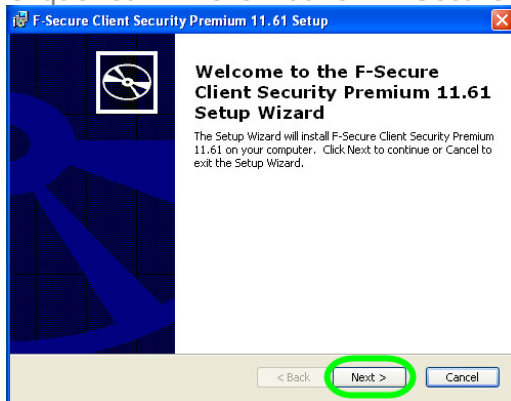 F-Secure Client Security Premium 11.61 Setup
Welcome to the F-Secure
Client Security Premium 11.61
Setup Wizard
The Setup Wizard will install F-Secure Client Security Premium
11.61 on your computer. Click Next to continue or Cancel to
exit the Setup Wizard.
< Back
Next >
Cancel